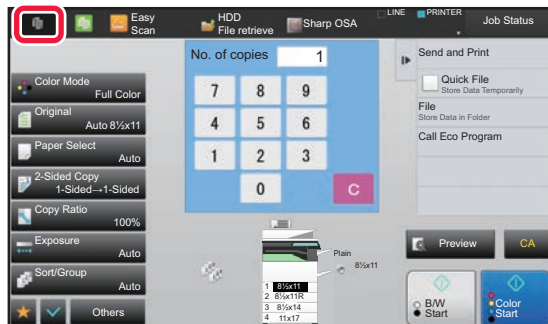 Easy
Scan
HDD
File retrieve
Sharp OSA
LINE
PRINTER
Job Status
No. of copies 1
7 8 9
4 5 6
1 2 3
0 C
Color Mode
Full Color
Original
Auto 8½x11
Paper Select
Auto
2-Sided Copy
1-Sided→1-Sided
Copy Ratio
100%
Exposure
Auto
Sort/Group
Auto
Others
Plain
8½x11
1 8½x11
2 8½x11R
3 8½x14
4 11x17
Send and Print
Quick File
Store Data Temporarily
File
Store Data in Folder
Call Eco Program
Preview
CA
B/W
Start
Color
Start